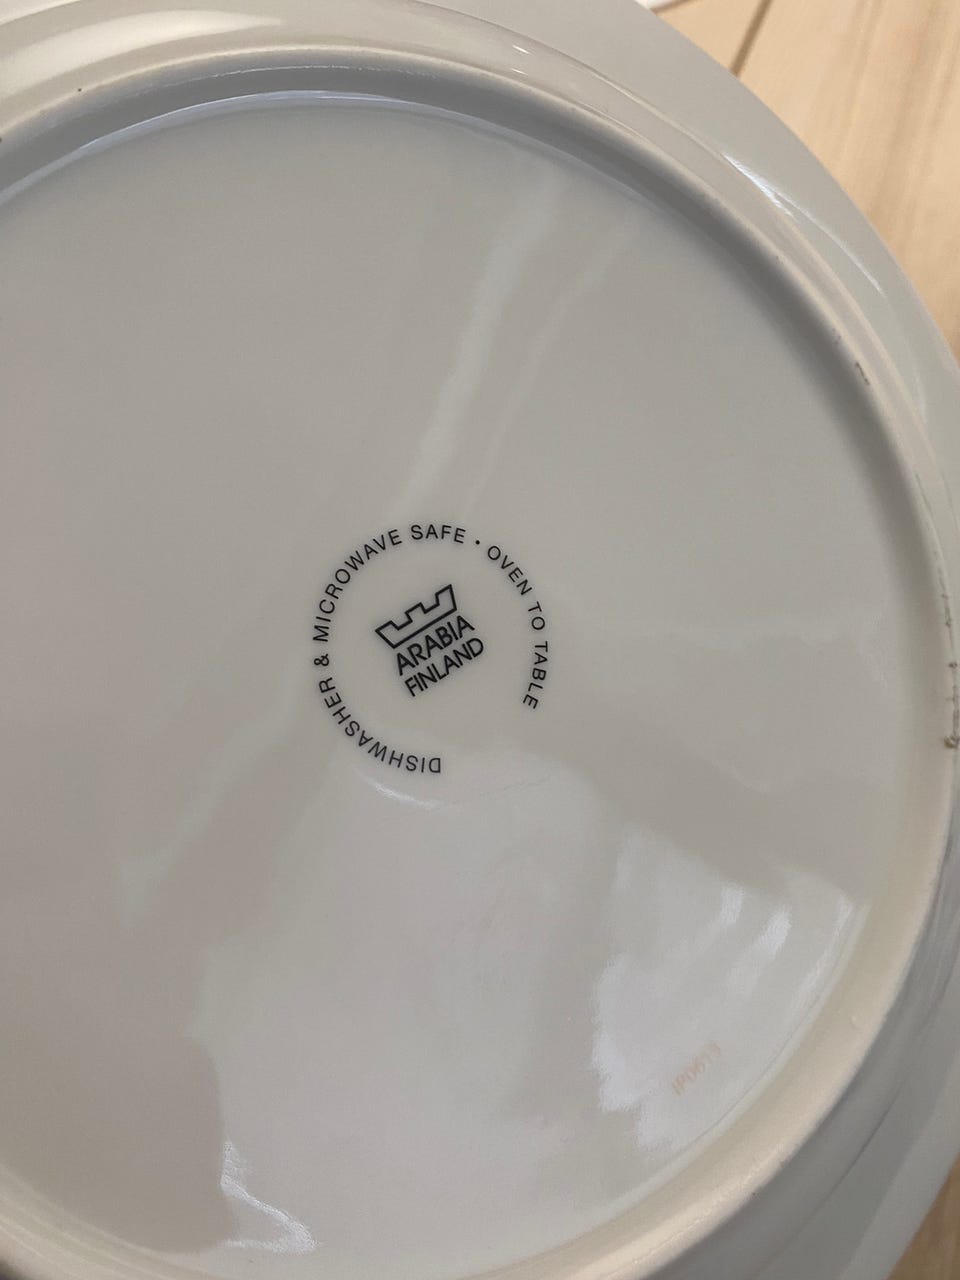 DISHWASHER & MICROWAVE SAFE · OVEN TO TABLE
ARABIA
FINLAND